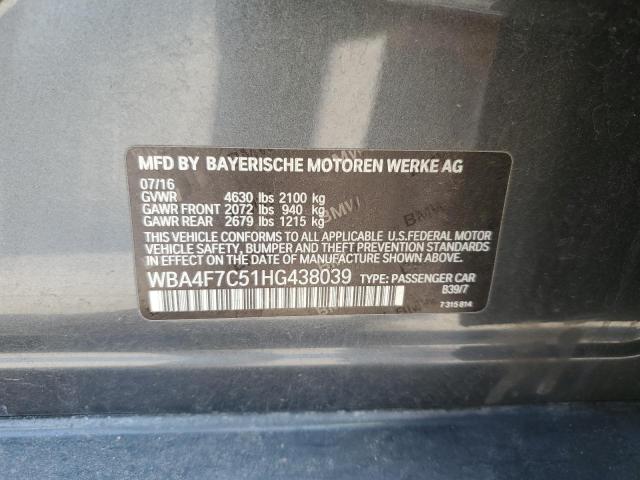 MFD BY BAYERISCHE MOTOREN WERKE AG
07/16
GVWR 4630 lbs 2100 kg
GAWR FRONT 2072 lbs 940 kg
GAWR REAR 2679 lbs 1215 kg
THIS VEHICLE CONFORMS TO ALL APPLICABLE U.S.FEDERAL MOTOR
VEHICLE SAFETY, BUMPER, AND THEFT PREVENTION STANDARDS
IN EFFECT ON THE DATE OF MANUFACTURE SHOWN ABOVE.
WBA4F7C51HG438039 TYPE: PASSENGER CAR
B39/7
7 315 814